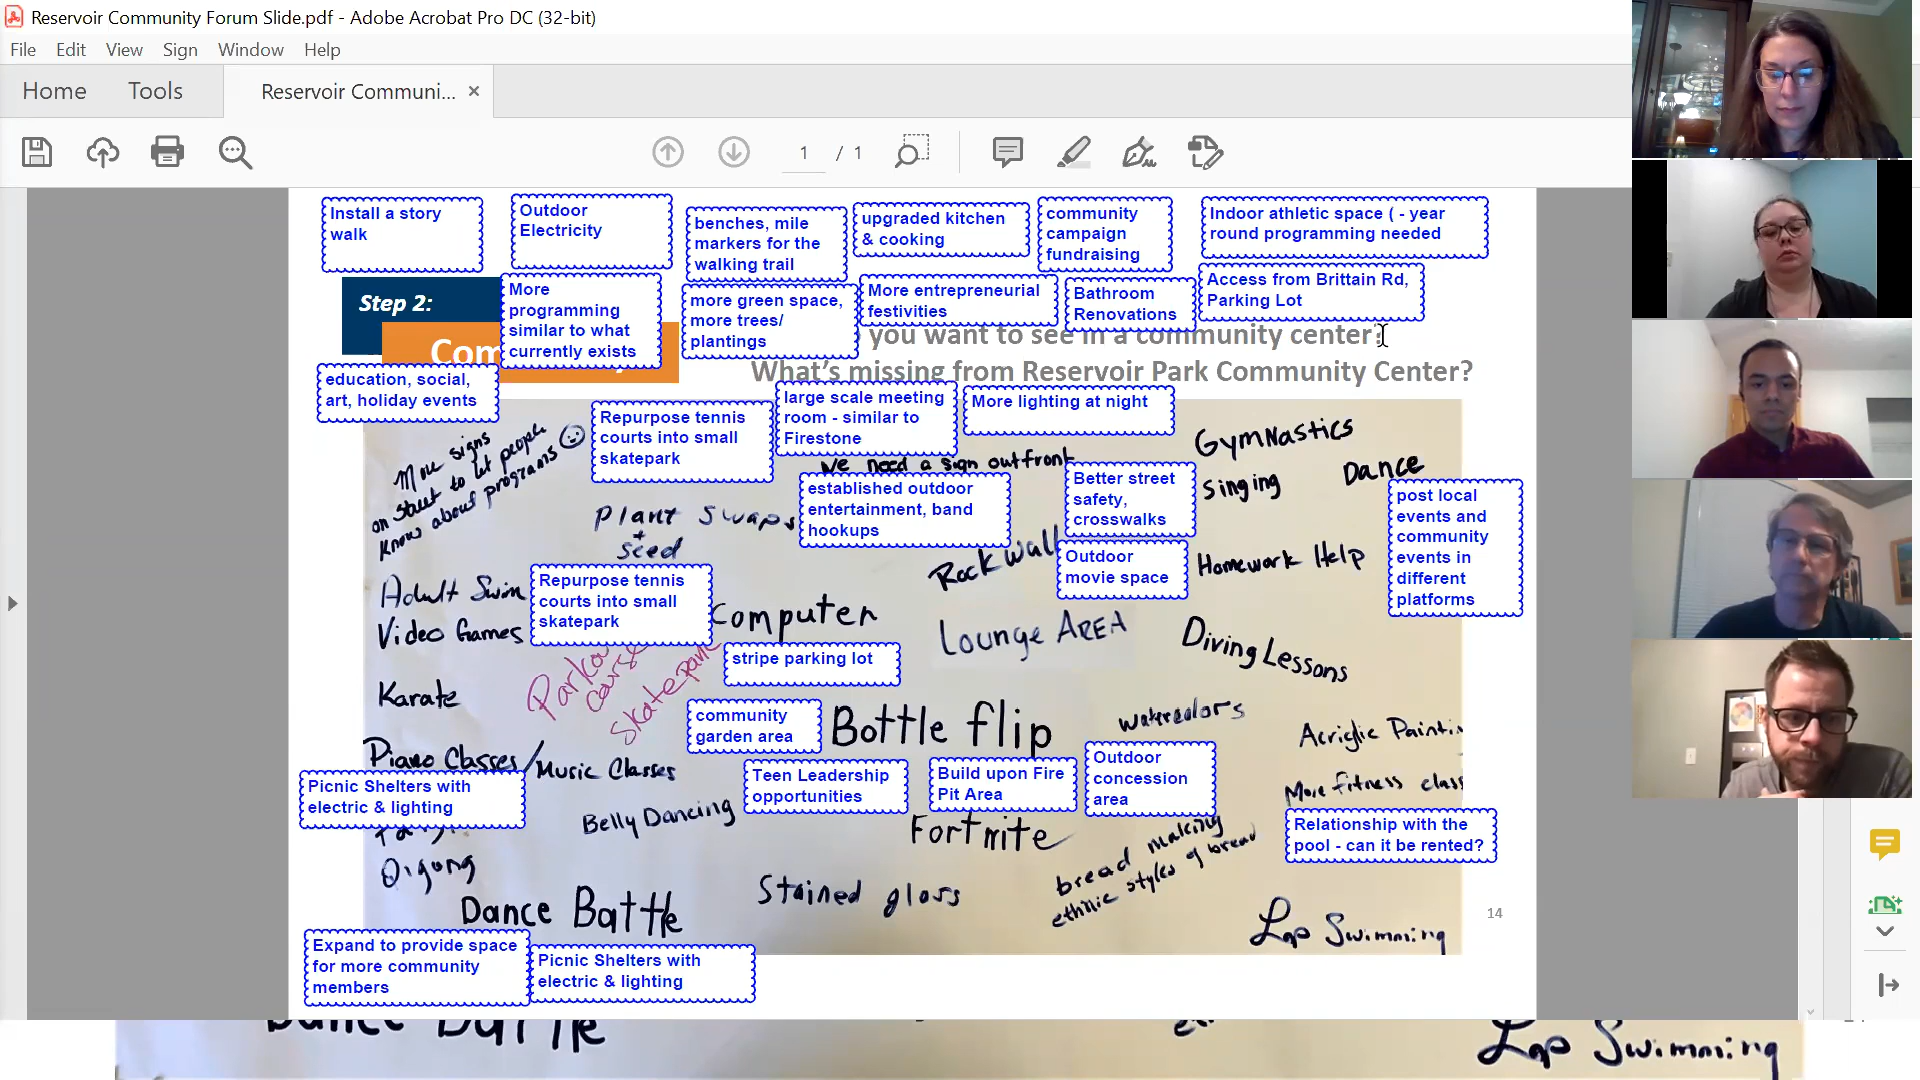 Reservoir Community Forum Slide.pdf - Adobe Acrobat Pro DC (32-bit)
File Edit View Sign Window Help
Home Tools Reservoir Communi... ×
1 / 1
Install a story
walk
Outdoor
Electricity
benches, mile
markers for the
walking trail
upgraded kitchen
& cooking
community
campaign
fundraising
Indoor athletic space ( - year
round programming needed
Step 2:
Com
More
programming
similar to what
currently exists
more green space,
more trees/
plantings
More entrepreneurial
festivities
Bathroom
Renovations
Access from Brittain Rd,
Parking Lot
you want to see in a community center?
What's missing from Reservoir Park Community Center?
education, social,
art, holiday events
Repurpose tennis
courts into small
skatepark
large scale meeting
room - similar to
Firestone
More lighting at night
More signs
on street to let people
know about programs
We need a sign outfront
Gymnastics
Singing
Dance
Plant swaps
+
seed
established outdoor
entertainment, band
hookups
Better street
safety,
crosswalks
post local
events and
community
events in
different
platforms
Rock Wall
Outdoor
movie space
Homework Help
Adult Swim
Video Games
Repurpose tennis
courts into small
skatepark
Computer
Lounge AREA
Diving Lessons
stripe parking lot
Karate
Parko
course
Skatepark
community
garden area
Bottle flip
watercolors
Acrylic Paintin
Piano Classes/
Music Classes
Picnic Shelters with
electric & lighting
Teen Leadership
opportunities
Build upon Fire
Pit Area
Outdoor
concession
area
More fitness class
Belly Dancing
Fortnite
Relationship with the
pool - can it be rented?
Qigong
bread making
ethnic styles of bread
Dance Battle
Stained glass
Lap Swimming
14
Expand to provide space
for more community
members
Picnic Shelters with
electric & lighting
Dance Battle
Lap Swimming